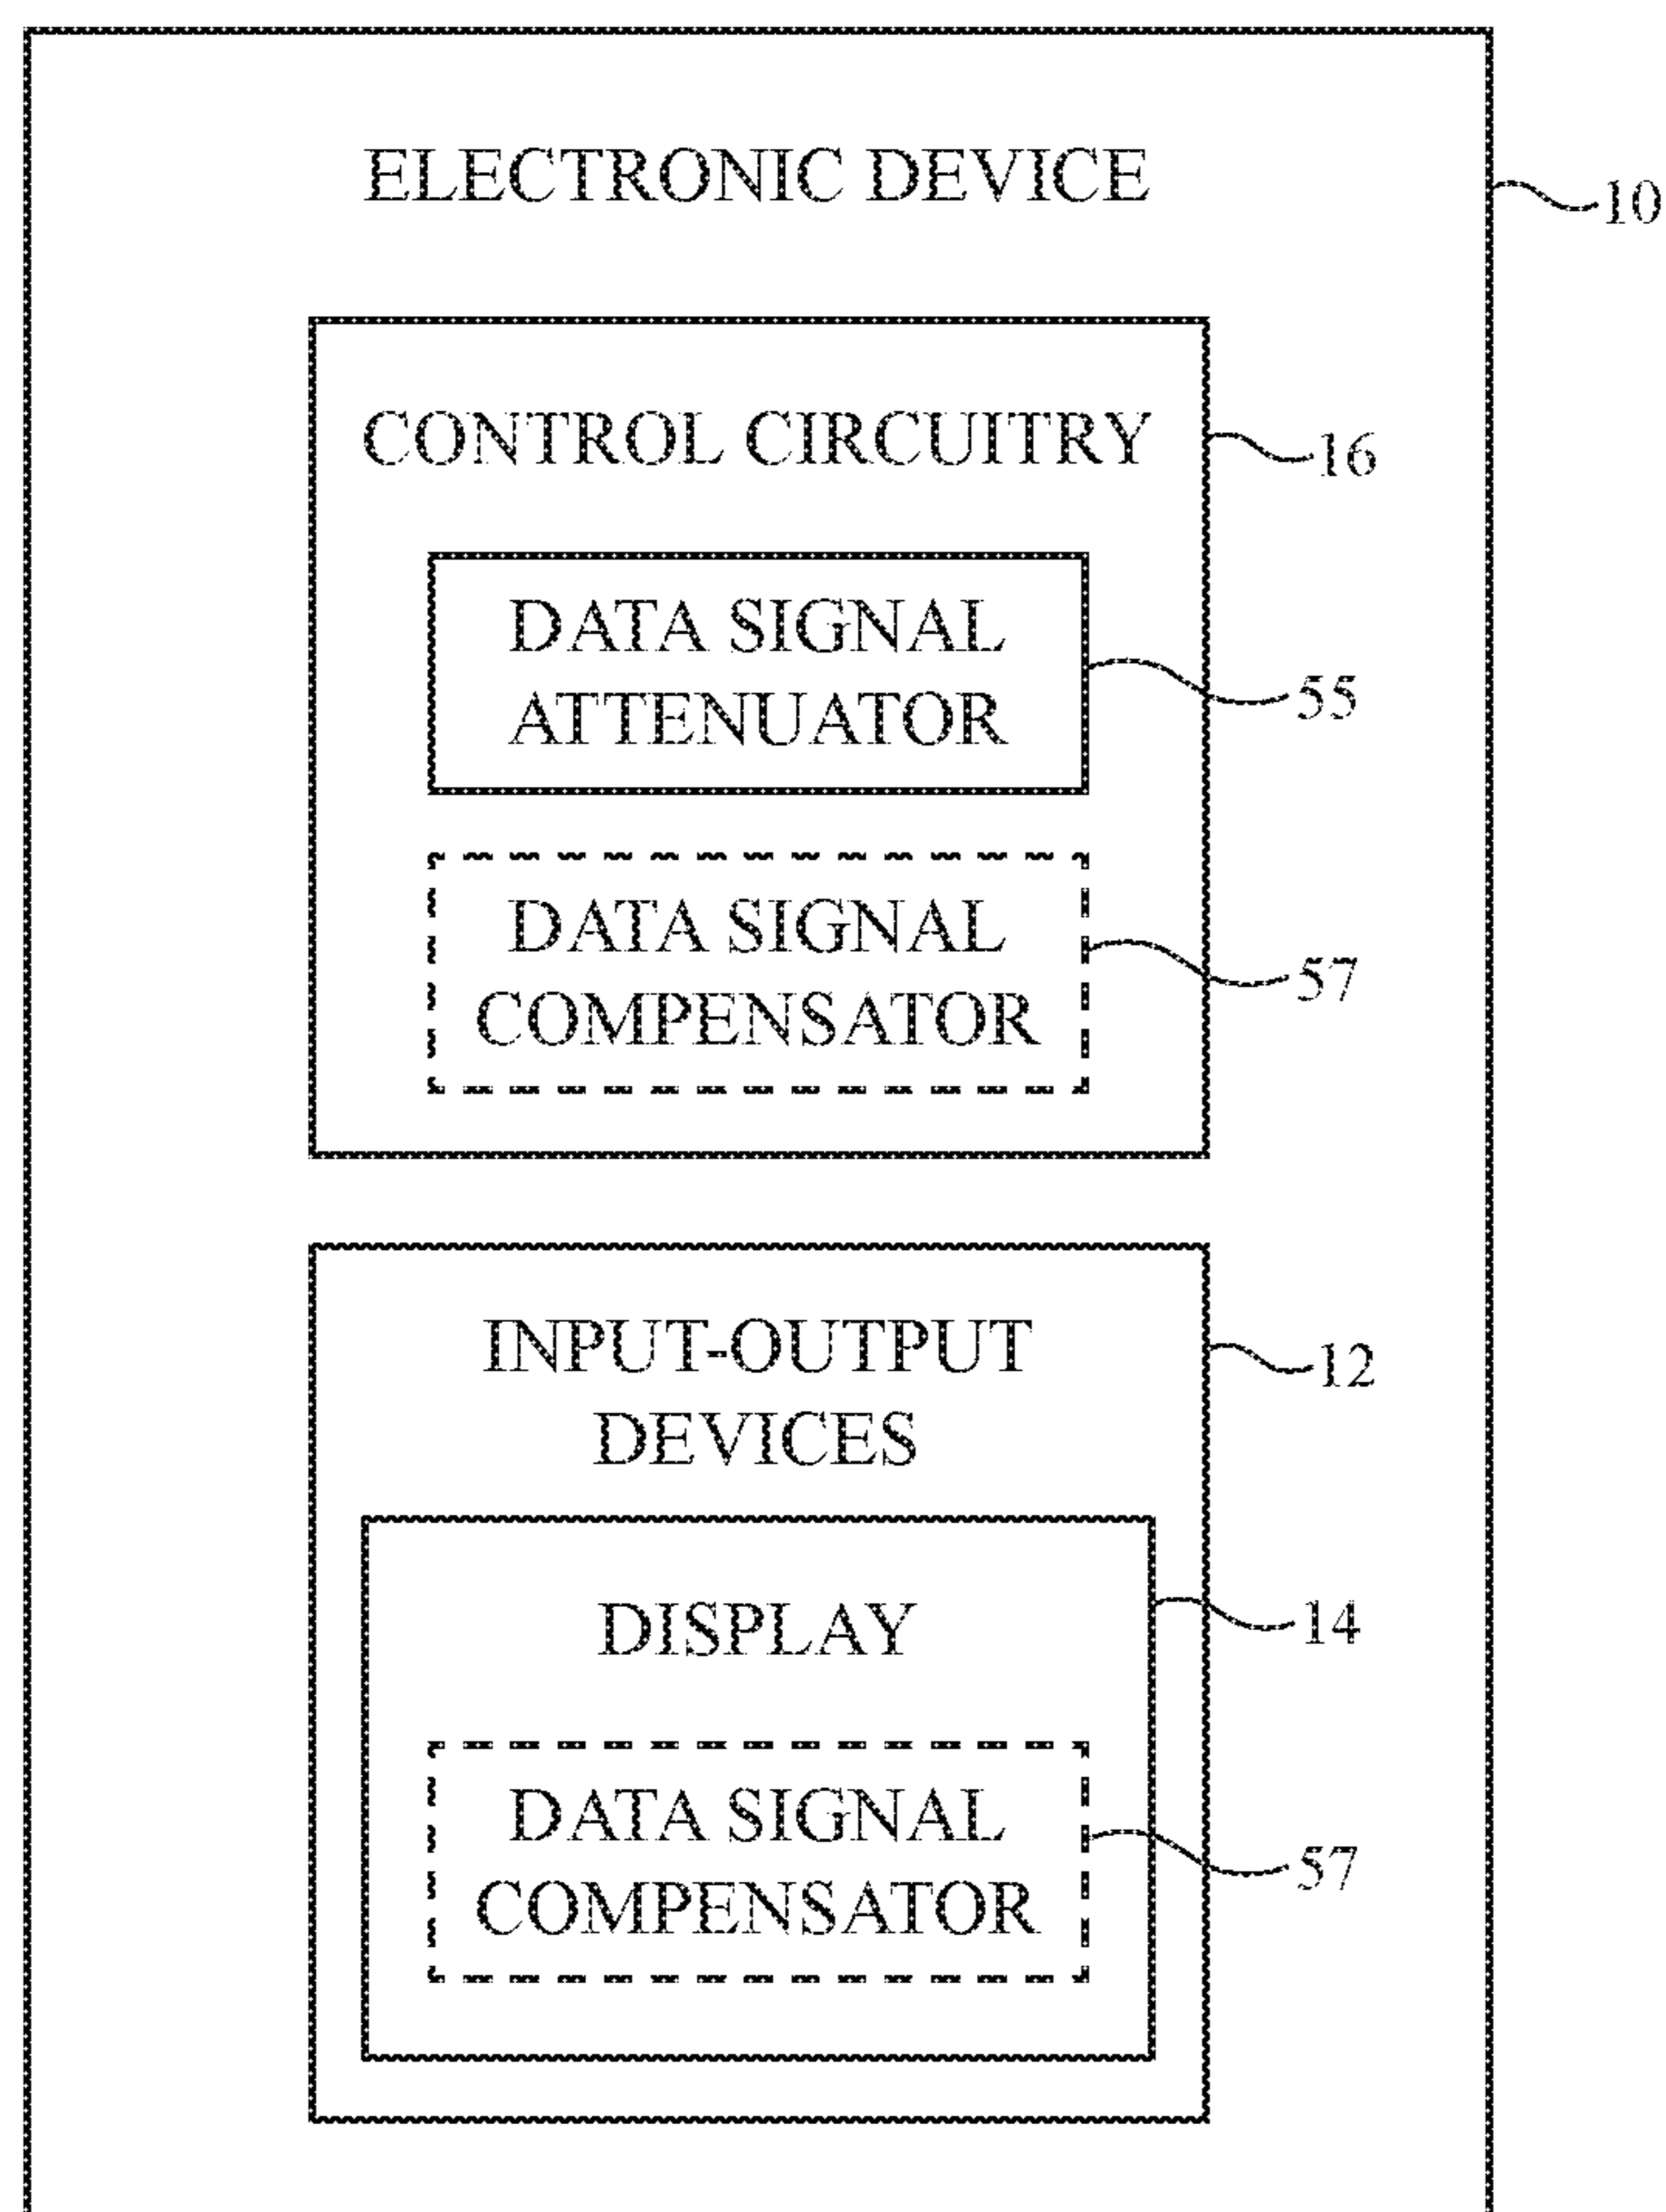 ELECTRONIC DEVICE
10
CONTROL CIRCUITRY
16
DATA SIGNAL
ATTENUATOR
55
DATA SIGNAL
COMPENSATOR
57
INPUT-OUTPUT
DEVICES
12
DISPLAY
14
DATA SIGNAL
COMPENSATOR
57